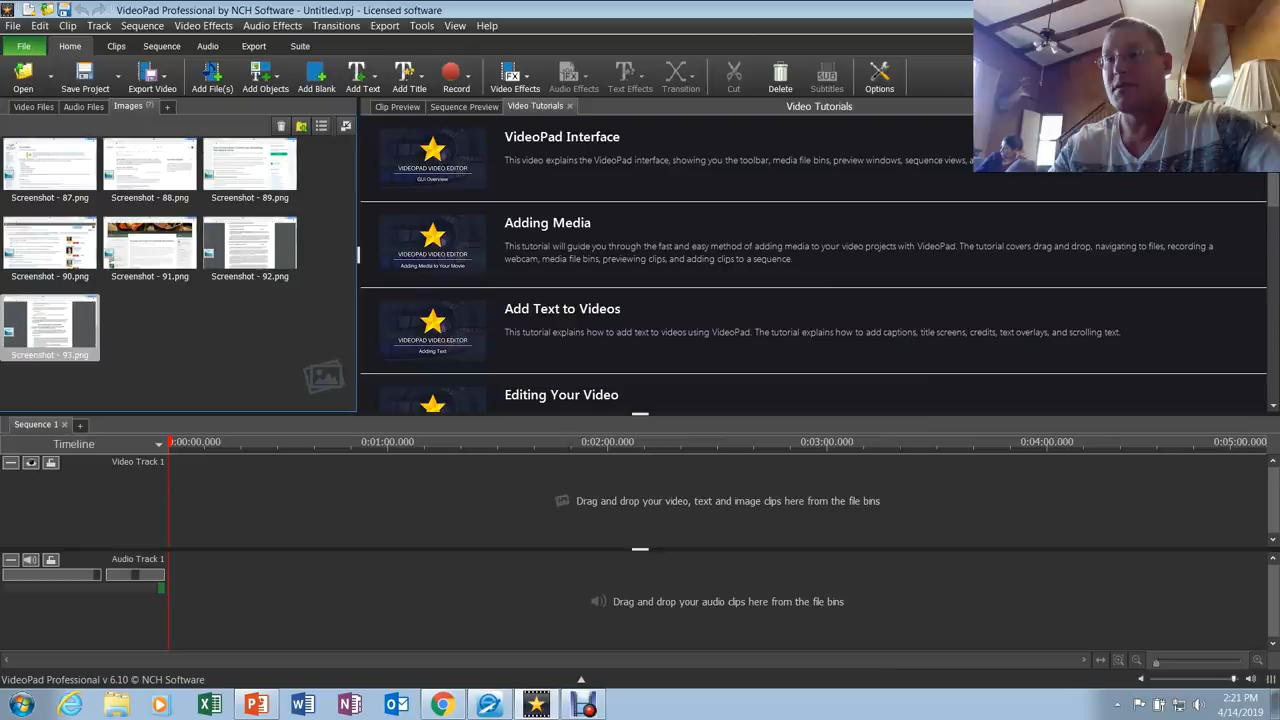 VideoPad Professional by NCH Software - Untitled.vpj - Licensed software
File Edit Clip Track Sequence Video Effects Audio Effects Transitions Export Tools View Help
File Home Clips Sequence Audio Export Suite
Open Save Project Export Video Add File(s) Add Objects Add Blank Add Text Add Title Record Video Effects Audio Effects Text Effects Transition Cut Delete Subtitles Options
SUB
Video Files Audio Files Images (7) +
Clip Preview Sequence Preview Video Tutorials × Video Tutorials
Screenshot - 87.png Screenshot - 88.png Screenshot - 89.png
Screenshot - 90.png Screenshot - 91.png Screenshot - 92.png
Screenshot - 93.png
VideoPad Interface
This video explores the VideoPad interface, showing you the toolbar, media file bins, preview windows, sequence views,
VIDEOPAD VIDEO EDITOR
GUI Overview
Adding Media
This tutorial will guide you through the fast and easy method of adding media to your video projects with VideoPad. The tutorial covers drag and drop, navigating to files, recording a
webcam, media file bins, previewing clips, and adding clips to a sequence.
VIDEOPAD VIDEO EDITOR
Adding Media to Your Movie
Add Text to Videos
This tutorial explains how to add text to videos using VideoPad. The tutorial explains how to add captions, title screens, credits, text overlays, and scrolling text.
VIDEOPAD VIDEO EDITOR
Adding Text
Editing Your Video
Sequence 1 × +
Timeline 0:00:00.000 0:01:00.000 0:02:00.000 0:03:00.000 0:04:00.000 0:05:00.000
Video Track 1
Drag and drop your video, text and image clips here from the file bins
Audio Track 1
Drag and drop your audio clips here from the file bins
VideoPad Professional v 6.10 © NCH Software
2:21 PM
4/14/2019